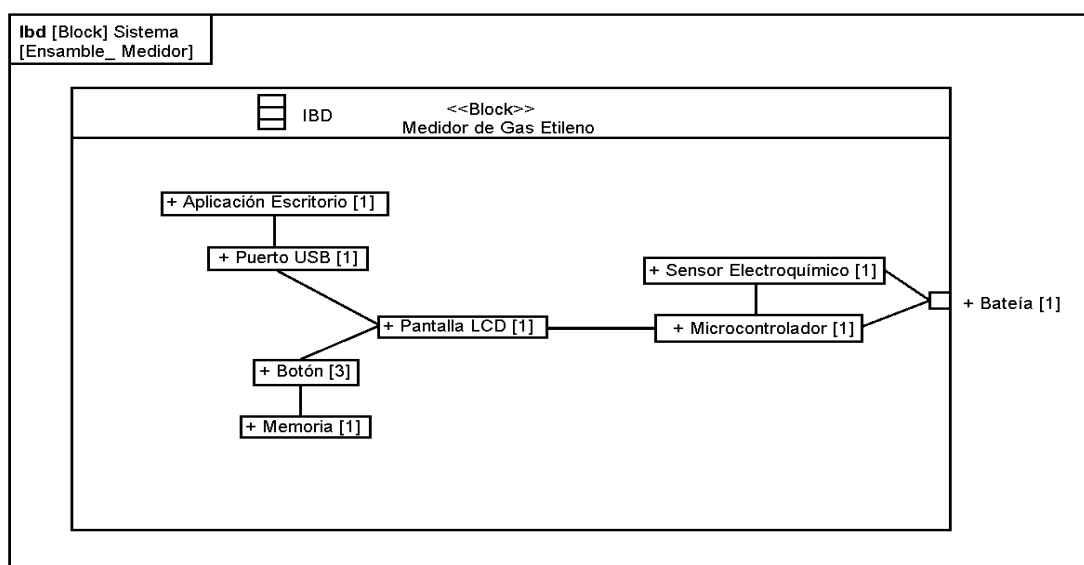 Ibd [Block] Sistema
[Ensamble_ Medidor]
IBD
<<Block>>
Medidor de Gas Etileno
+ Aplicación Escritorio [1]
+ Puerto USB [1]
+ Sensor Electroquímico [1]
+ Bateía [1]
+ Pantalla LCD [1]
+ Microcontrolador [1]
+ Botón [3]
+ Memoria [1]